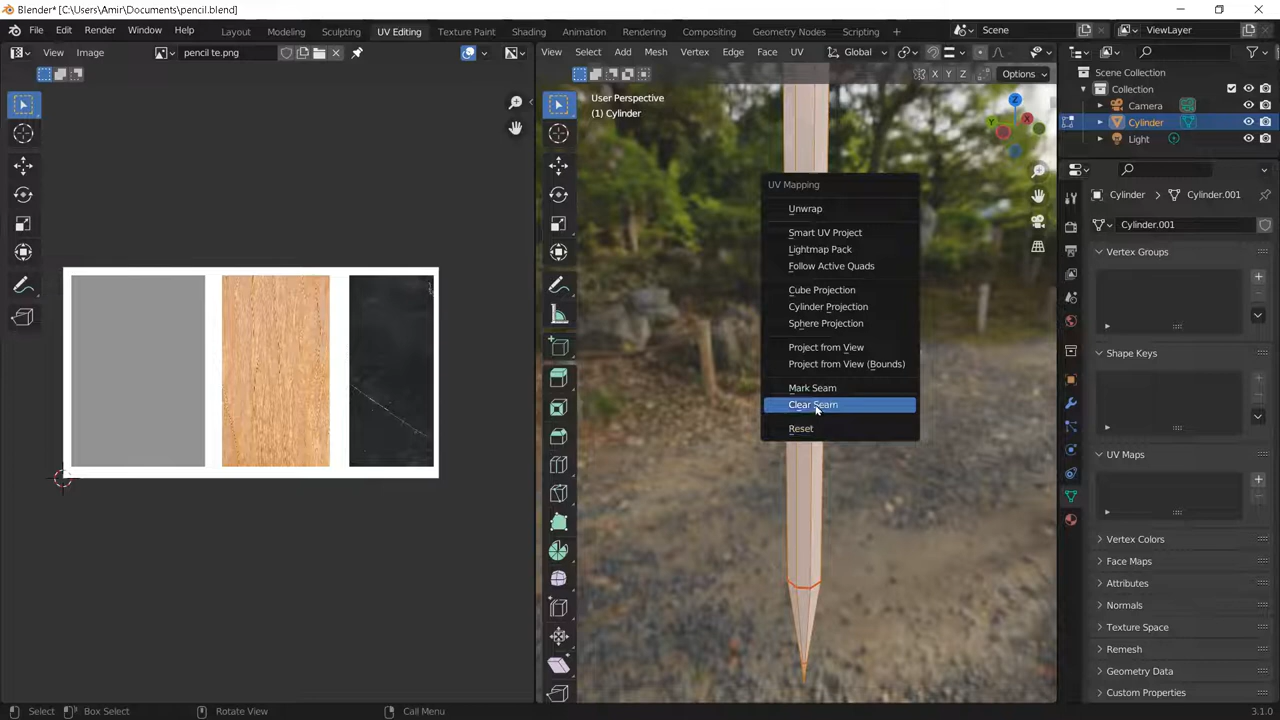 Blender* [C:\Users\Amir\Documents\pencil.blend]
File Edit Render Window Help Layout Modeling Sculpting UV Editing Texture Paint Shading Animation Rendering Compositing Geometry Nodes Scripting Scene ViewLayer
View Image pencil te.png View Select Add Mesh Vertex Edge Face UV Global
X Y Z Options
User Perspective
(1) Cylinder
Scene Collection
Collection
Camera
Cylinder
Light
Z
Y X
UV Mapping
Unwrap
Smart UV Project
Lightmap Pack
Follow Active Quads
Cube Projection
Cylinder Projection
Sphere Projection
Project from View
Project from View (Bounds)
Mark Seam
Clear Seam
Reset
Cylinder Cylinder.001
Cylinder.001
Vertex Groups
Shape Keys
UV Maps
Vertex Colors
Face Maps
Attributes
Normals
Texture Space
Remesh
Geometry Data
Custom Properties
Select Box Select Rotate View Call Menu 3.1.0